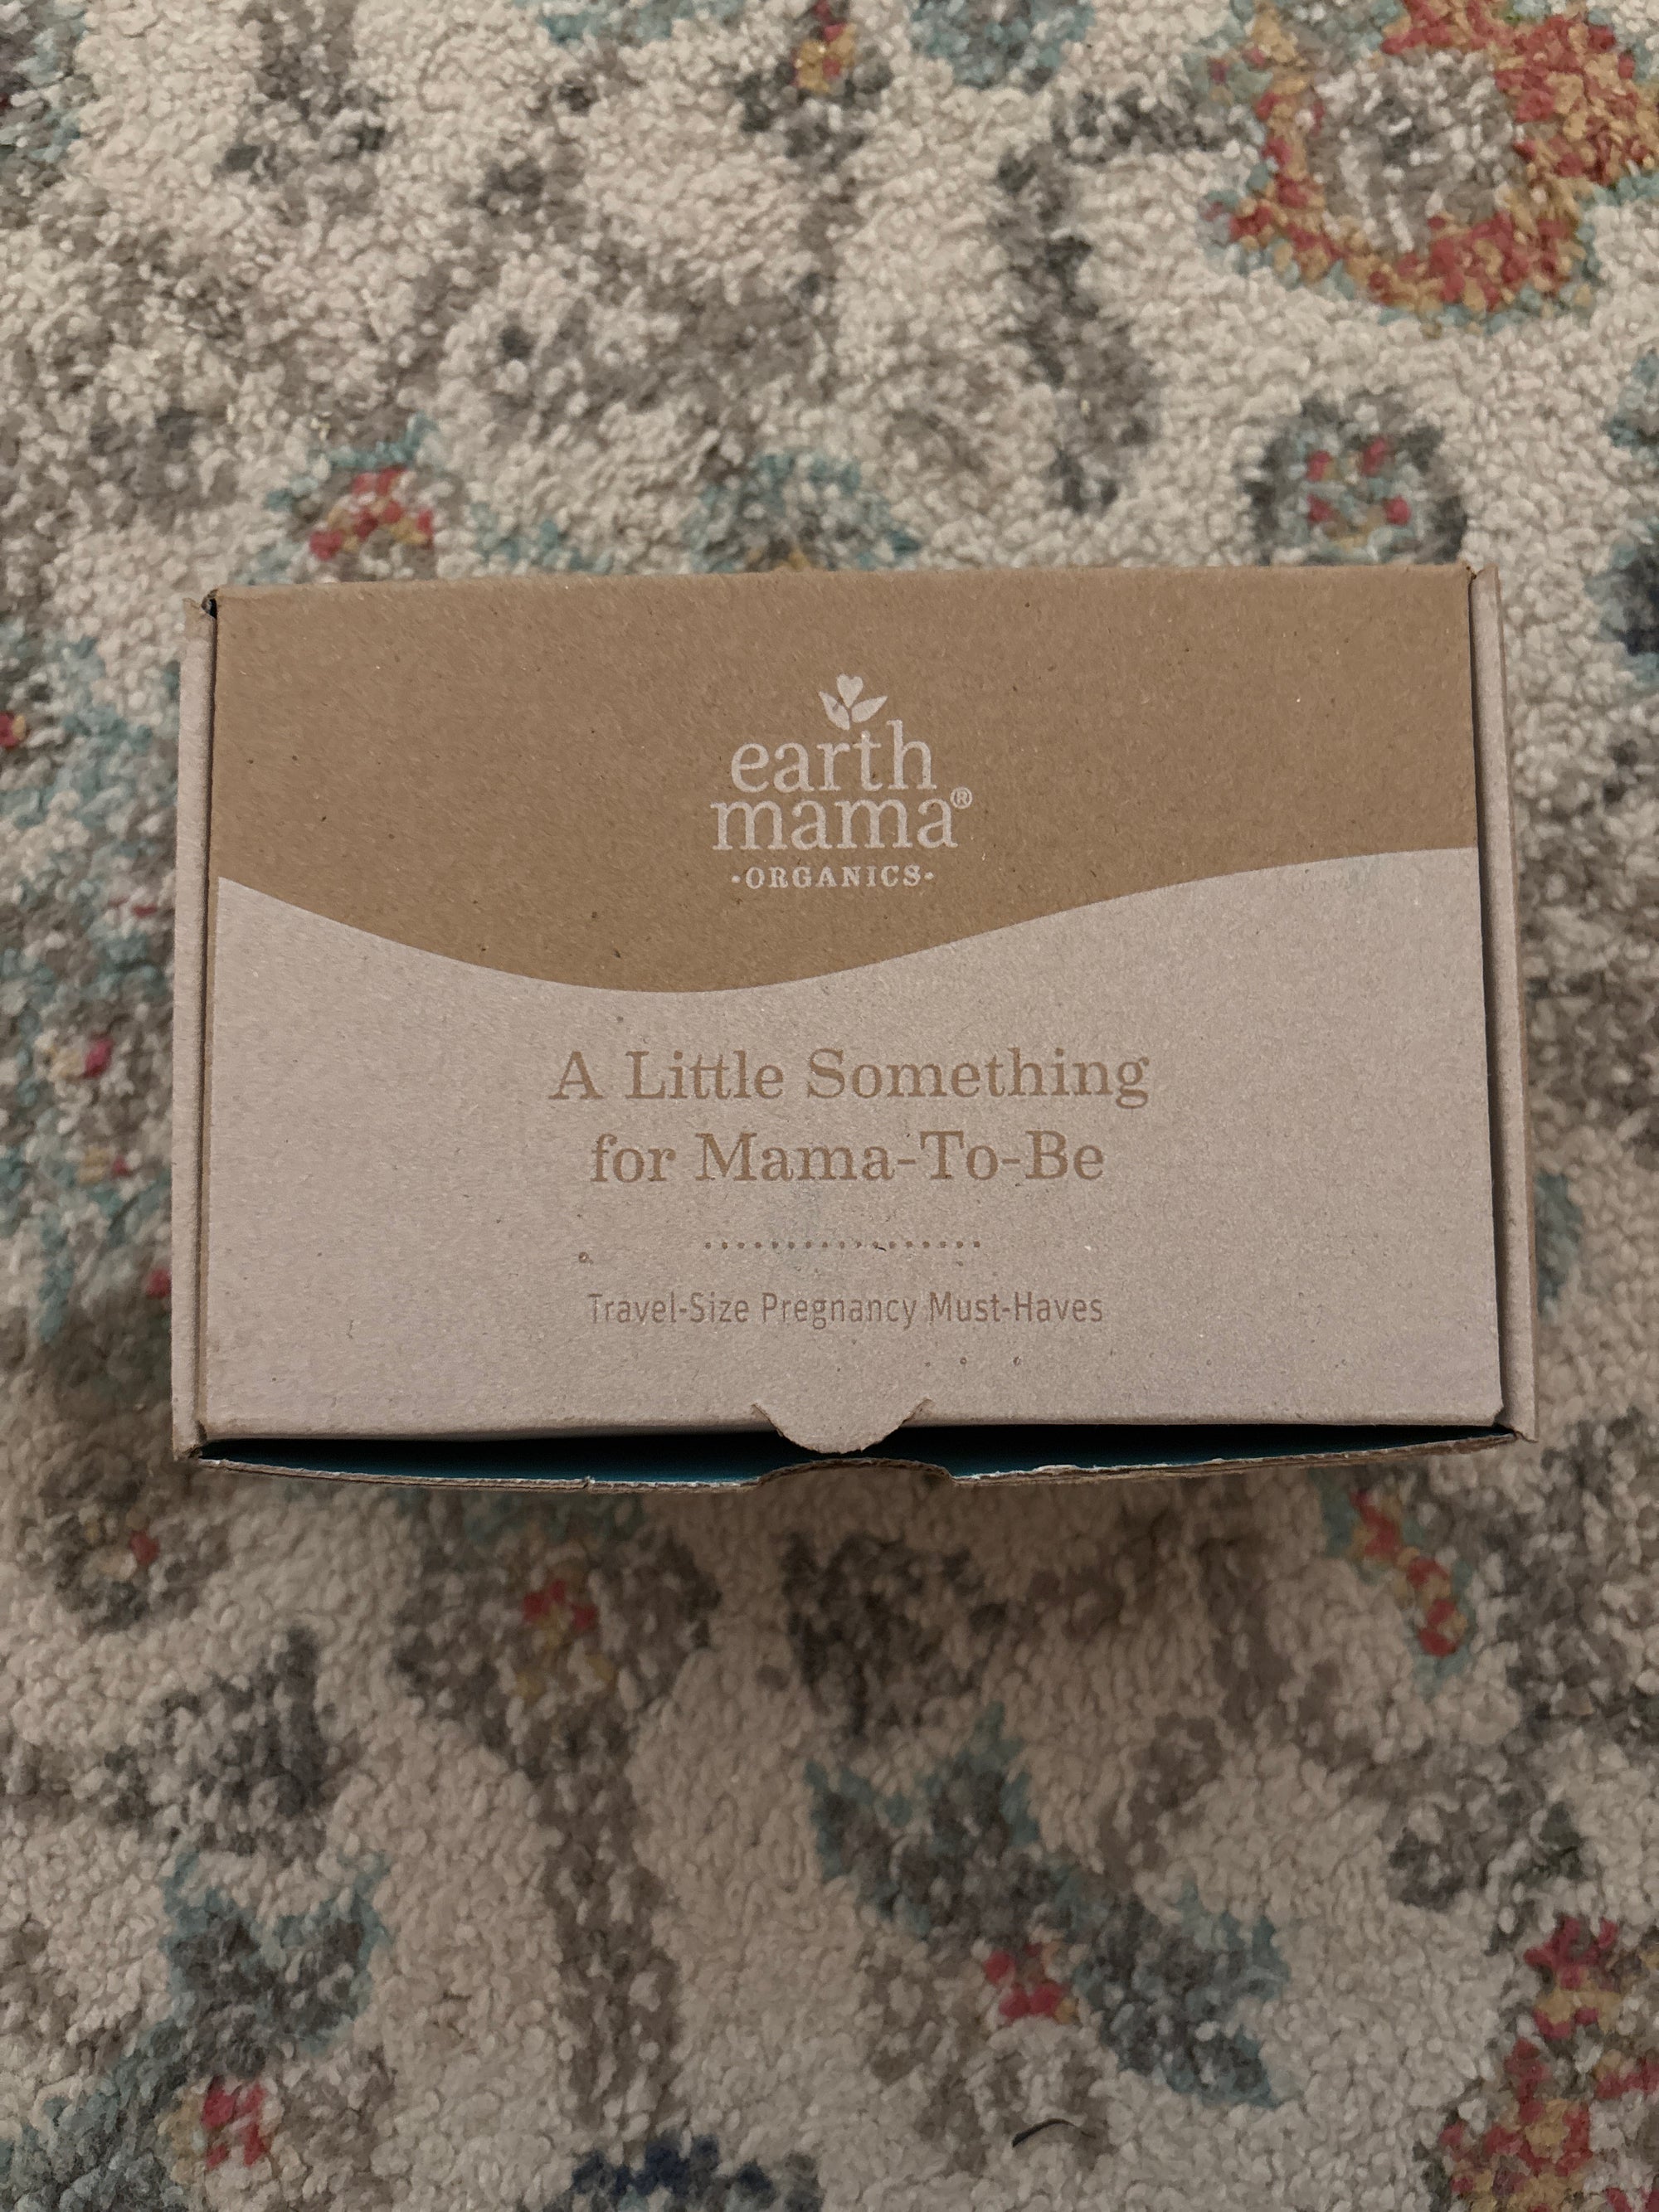 earth
mama®
·ORGANICS·
A Little Something
for Mama-To-Be
Travel-Size Pregnancy Must-Haves